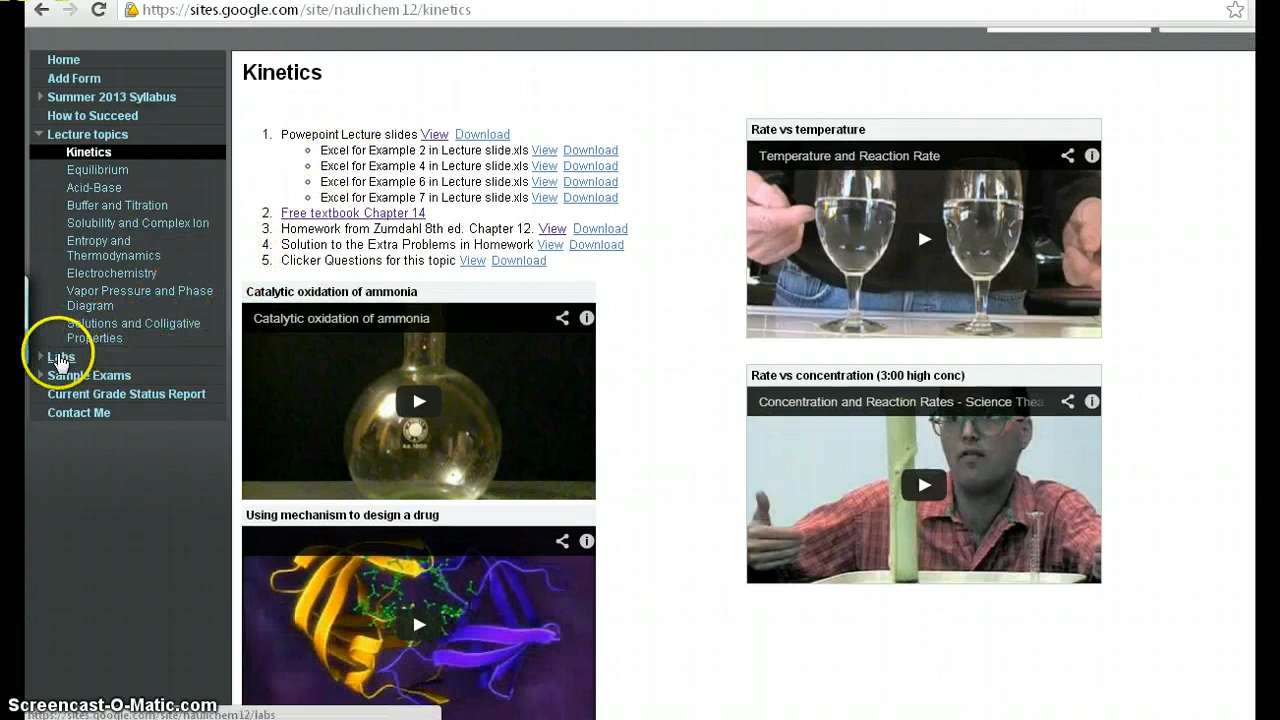 https://sites.google.com/site/naulichem12/kinetics
Home
Add Form
Summer 2013 Syllabus
How to Succeed
Lecture topics
Kinetics
Equilibrium
Acid-Base
Buffer and Titration
Solubility and Complex Ion
Entropy and
Thermodynamics
Electrochemistry
Vapor Pressure and Phase
Diagram
Solutions and Colligative
Properties
Labs
Sample Exams
Current Grade Status Report
Contact Me
Kinetics
1. Powepoint Lecture slides View Download
Excel for Example 2 in Lecture slide.xls View Download
Excel for Example 4 in Lecture slide.xls View Download
Excel for Example 6 in Lecture slide.xls View Download
Excel for Example 7 in Lecture slide.xls View Download
2. Free textbook Chapter 14
3. Homework from Zumdahl 8th ed. Chapter 12. View Download
4. Solution to the Extra Problems in Homework View Download
5. Clicker Questions for this topic View Download
Catalytic oxidation of ammonia
Catalytic oxidation of ammonia
Using mechanism to design a drug
Rate vs temperature
Temperature and Reaction Rate
Rate vs concentration (3:00 high conc)
Concentration and Reaction Rates - Science Thea
Screencast-O-Matic.com
https://sites.google.com/site/naulichem12/labs